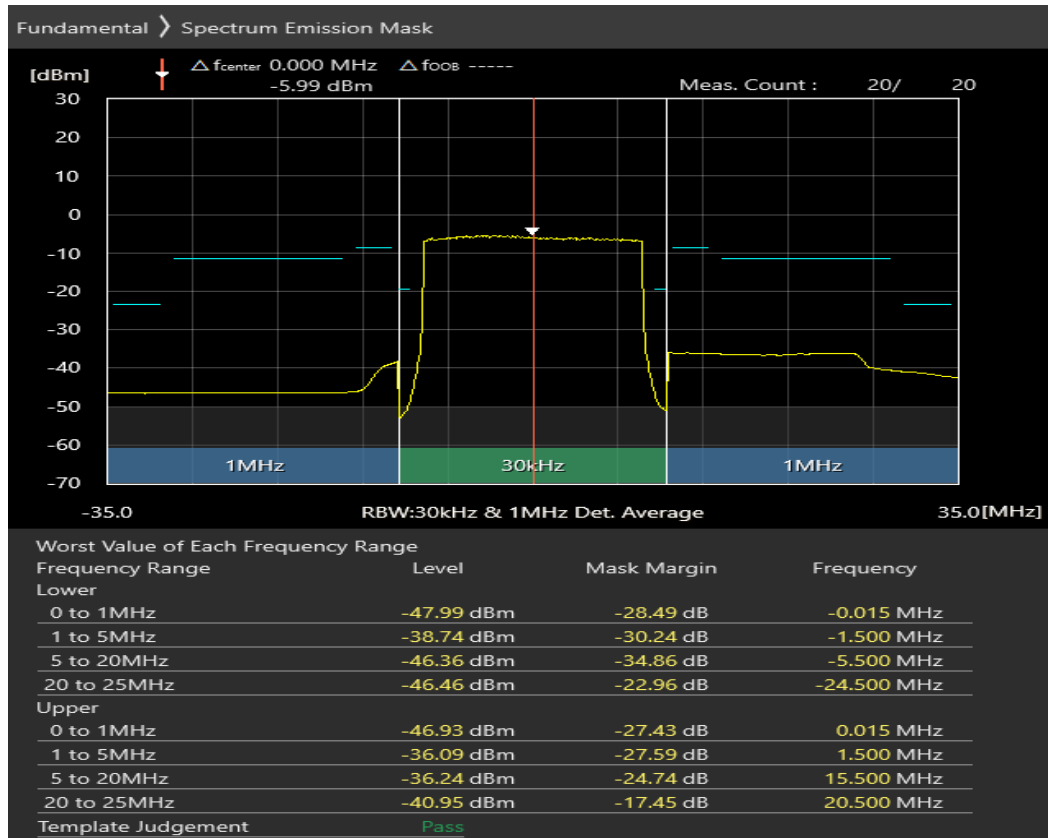 Fundamental 〉 Spectrum Emission Mask
[dBm] △ fcenter 0.000 MHz △ fOOB -----
-5.99 dBm Meas. Count : 20/ 20
30
20
10
0
-10
-20
-30
-40
-50
-60
-70
1MHz 30kHz 1MHz
-35.0 RBW:30kHz & 1MHz Det. Average 35.0[MHz]
Worst Value of Each Frequency Range
Frequency Range Level Mask Margin Frequency
Lower
0 to 1MHz -47.99 dBm -28.49 dB -0.015 MHz
1 to 5MHz -38.74 dBm -30.24 dB -1.500 MHz
5 to 20MHz -46.36 dBm -34.86 dB -5.500 MHz
20 to 25MHz -46.46 dBm -22.96 dB -24.500 MHz
Upper
0 to 1MHz -46.93 dBm -27.43 dB 0.015 MHz
1 to 5MHz -36.09 dBm -27.59 dB 1.500 MHz
5 to 20MHz -36.24 dBm -24.74 dB 15.500 MHz
20 to 25MHz -40.95 dBm -17.45 dB 20.500 MHz
Template Judgement Pass